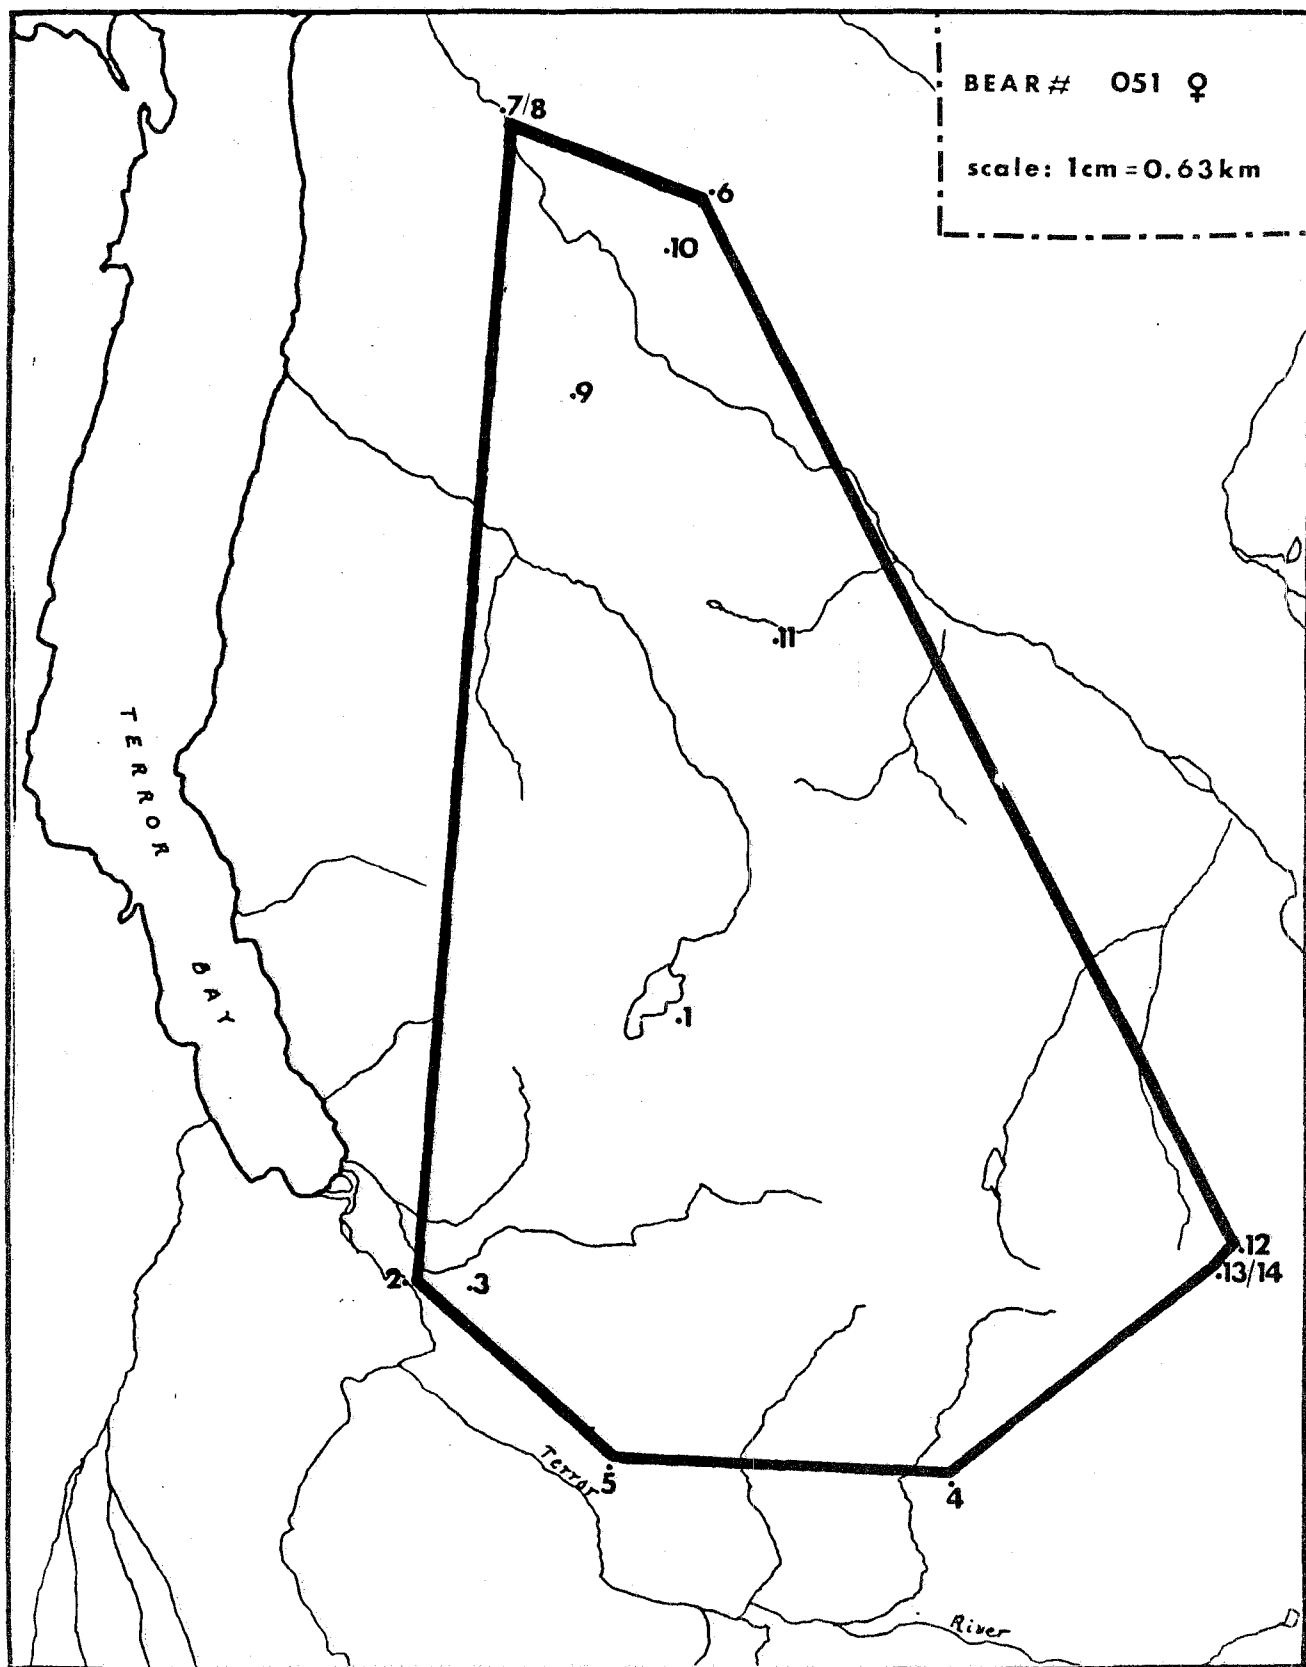 BEAR# 051 ♀
scale: 1cm = 0.63km
.7/8
.6
.10
.9
.11
TERROR
BAY
.1
.12
.13/14
2.
.3
Terror
5
4
River